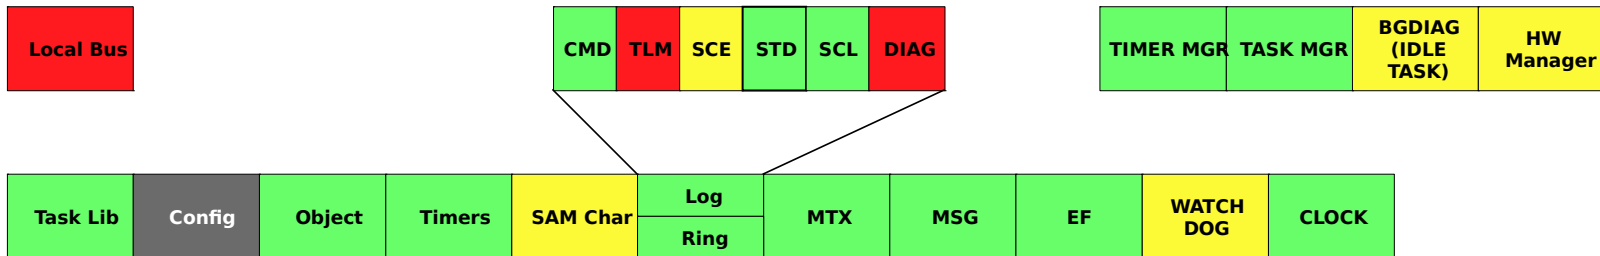 Local Bus
CMD
TLM
SCE
STD
SCL
DIAG
TIMER MGR
TASK MGR
BGDIAG
(IDLE
TASK)
HW
Manager
Task Lib
Config
Object
Timers
SAM Char
Log
Ring
MTX
MSG
EF
WATCH
DOG
CLOCK